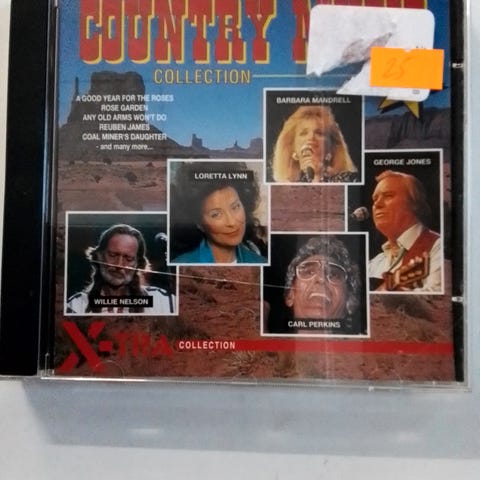 COUNTRY
COLLECTION
25
A GOOD YEAR FOR THE ROSES
ROSE GARDEN
ANY OLD ARMS WON'T DO
REUBEN JAMES
COAL MINER'S DAUGHTER
- and many more...
BARBARA MANDRELL
GEORGE JONES
LORETTA LYNN
WILLIE NELSON
CARL PERKINS
X-TRA COLLECTION